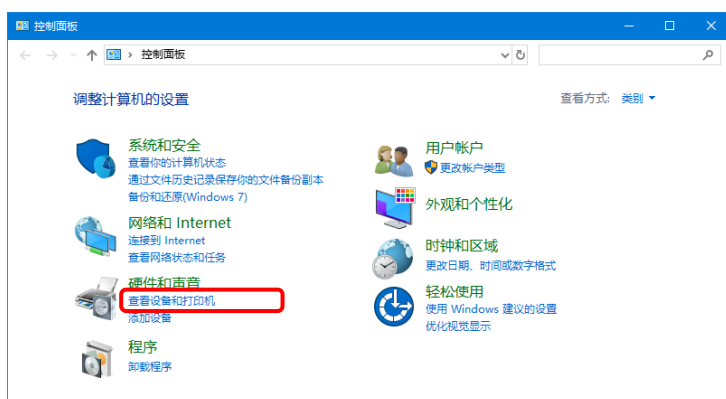 控制面板
控制面板
调整计算机的设置
查看方式: 类别
系统和安全
查看你的计算机状态
通过文件历史记录保存你的文件备份副本
备份和还原(Windows 7)
网络和 Internet
连接到 Internet
查看网络状态和任务
硬件和声音
查看设备和打印机
添加设备
程序
卸载程序
用户帐户
更改帐户类型
外观和个性化
时钟和区域
更改日期、时间或数字格式
轻松使用
使用 Windows 建议的设置
优化视觉显示